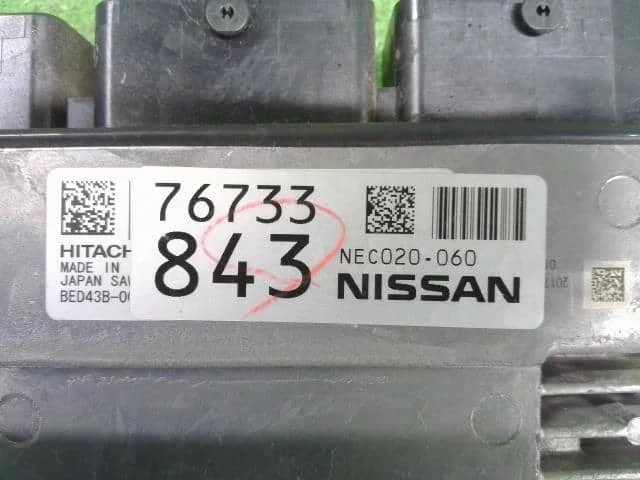 76733
843
NEC020-060
NISSAN
HITACH
MADE IN
JAPAN SA
BED43B-0